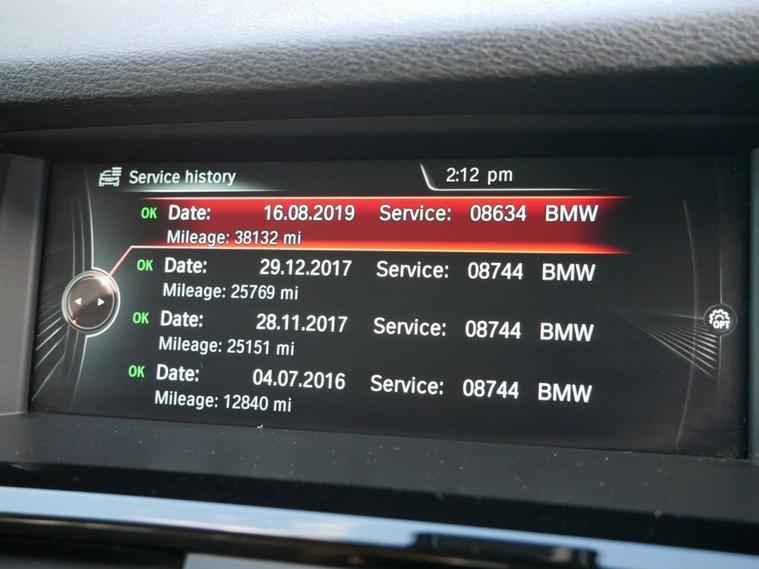 Service history 2:12 pm
OK Date: 16.08.2019 Service: 08634 BMW
Mileage: 38132 mi
OK Date: 29.12.2017 Service: 08744 BMW
Mileage: 25769 mi
OK Date: 28.11.2017 Service: 08744 BMW
Mileage: 25151 mi
OK Date: 04.07.2016 Service: 08744 BMW
Mileage: 12840 mi
OPT